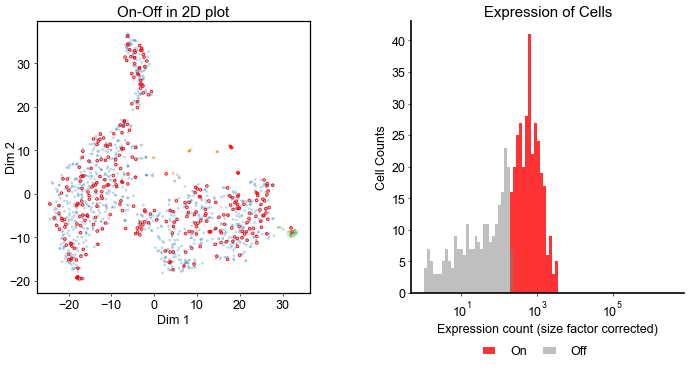 On-Off in 2D plot
30
20
10
0
−10
−20
−20 −10 0 10 20 30
Dim 2
Dim 1
Expression of Cells
40
35
30
25
20
15
10
5
0
10¹ 10³ 10⁵
Cell Counts
Expression count (size factor corrected)
On Off